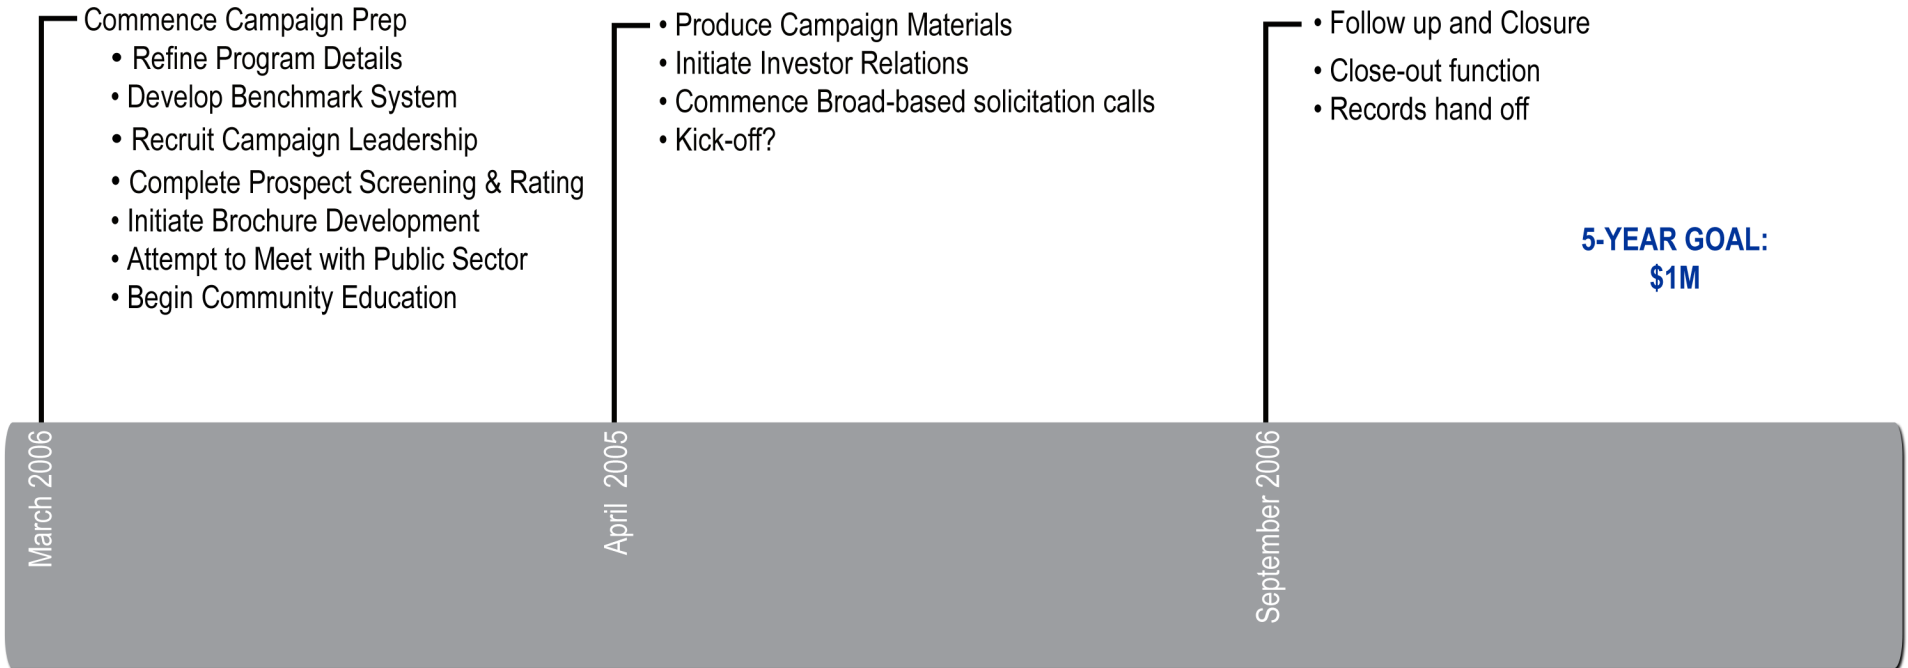 Commence Campaign Prep
• Refine Program Details
• Develop Benchmark System
• Recruit Campaign Leadership
• Complete Prospect Screening & Rating
• Initiate Brochure Development
• Attempt to Meet with Public Sector
• Begin Community Education
• Produce Campaign Materials
• Initiate Investor Relations
• Commence Broad-based solicitation calls
• Kick-off?
• Follow up and Closure
• Close-out function
• Records hand off
5-YEAR GOAL:
$1M
March 2006
April 2005
September 2006